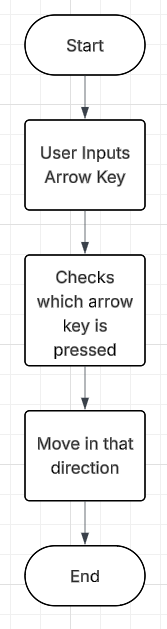 Start
User Inputs
Arrow Key
Checks
which arrow
key is
pressed
Move in that
direction
End